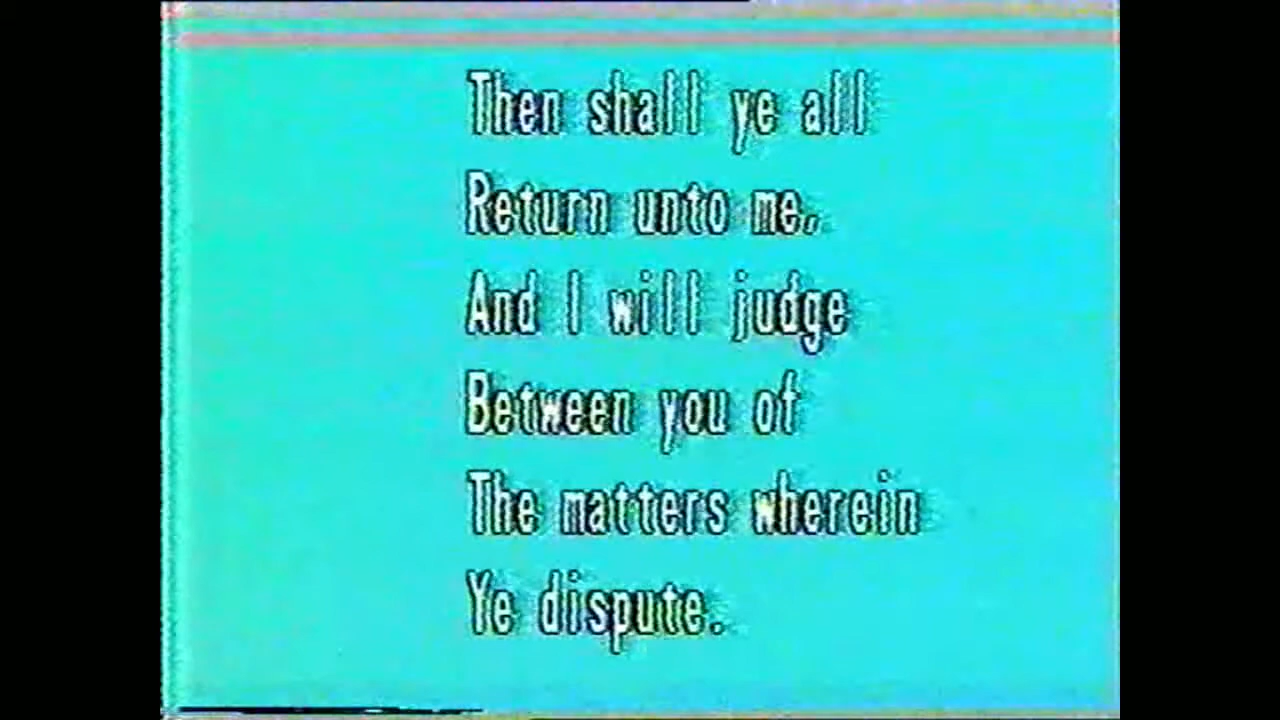 Then shall ye all
Return unto me,
And I will judge
Between you of
The matters wherein
Ye dispute.